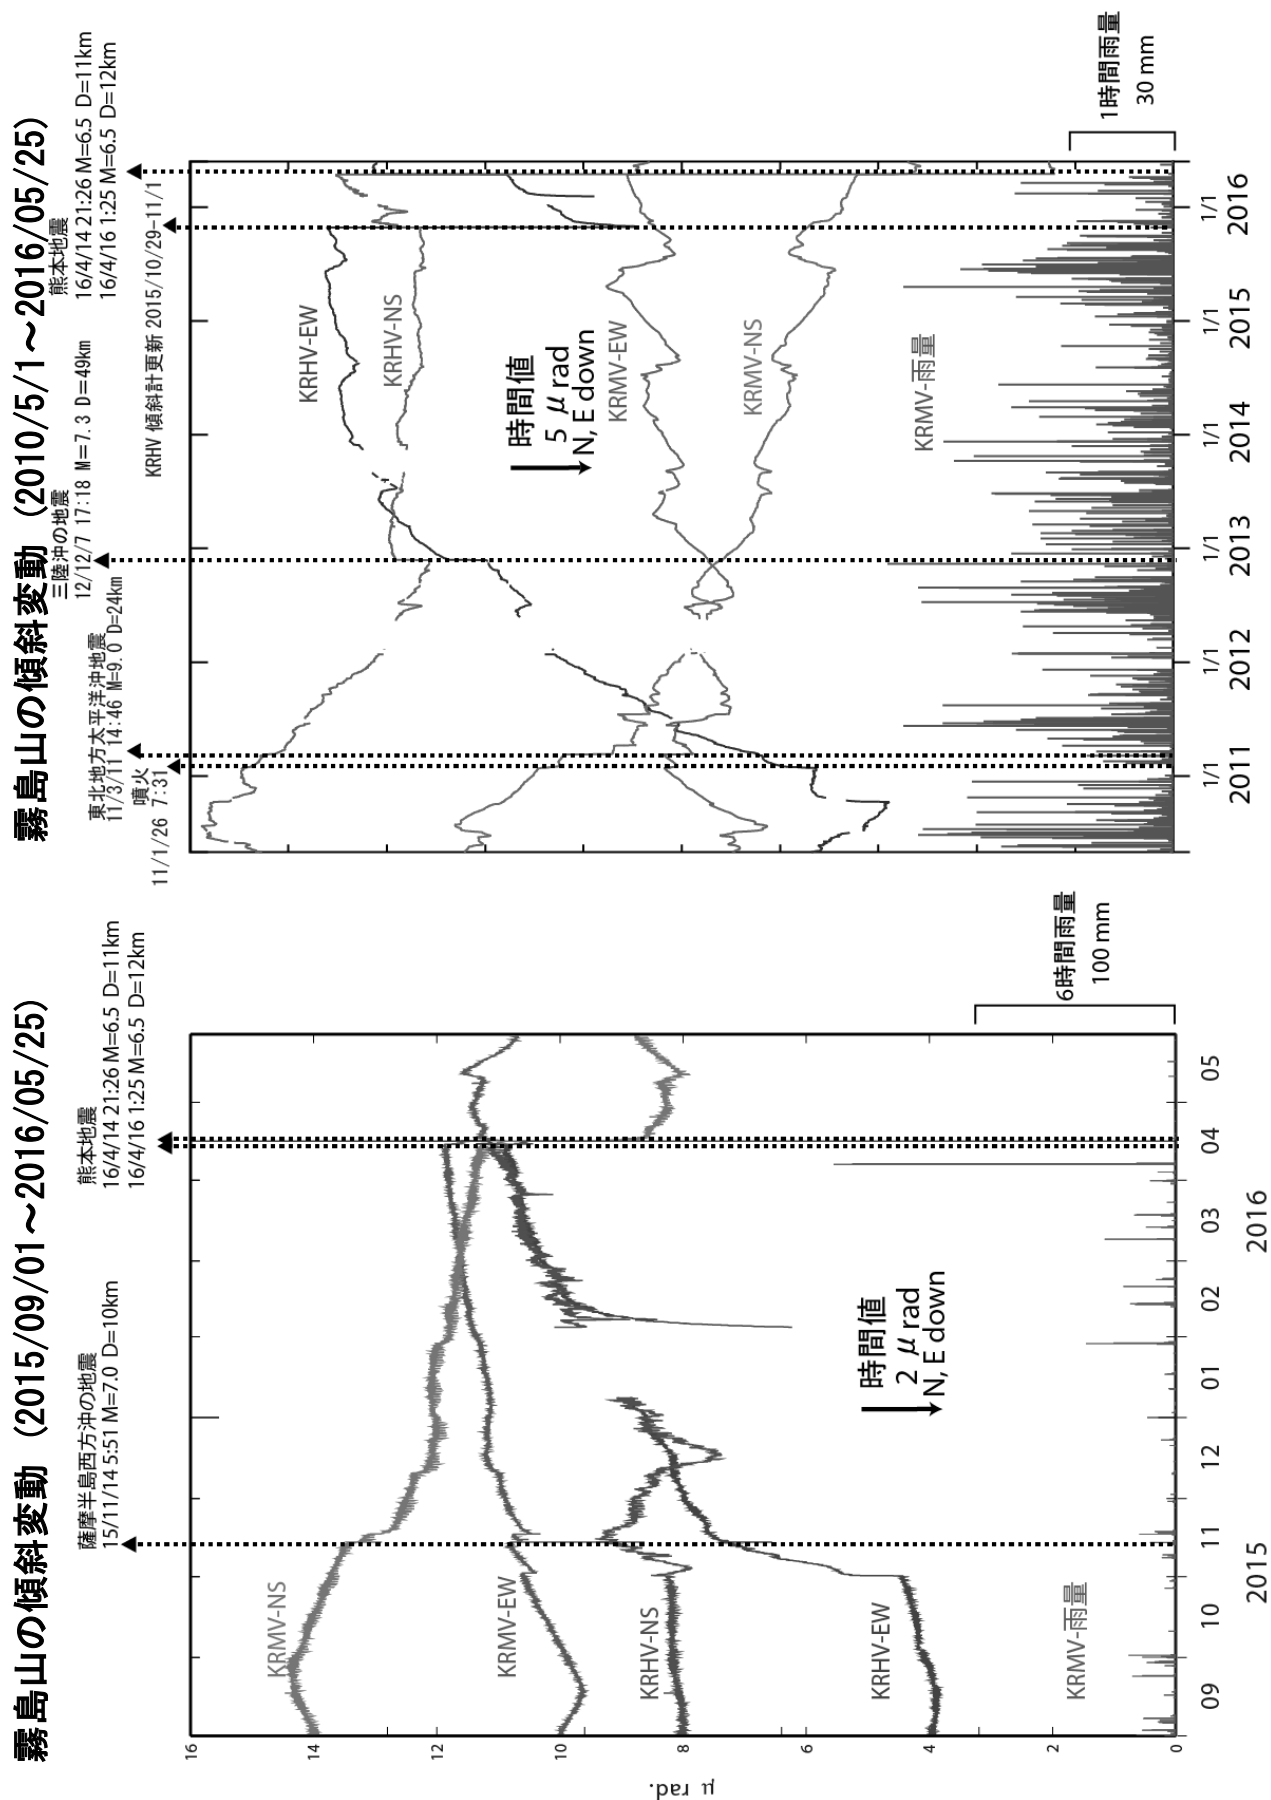 霧島山の傾斜変動（2015/09/01～2016/05/25）
薩摩半島西方沖の地震
15/11/14 5:51 M=7.0 D=10km
熊本地震
16/4/14 21:26 M=6.5 D=11km
16/4/16 1:25 M=6.5 D=12km
16
14
12
10
8
6
4
2
0
μ rad.
KRMV-NS
KRMV-EW
KRHV-NS
KRHV-EW
KRMV-雨量
時間値
2 μ rad
N, E down
6時間雨量
100 mm
09
10
11
12
01
02
03
04
05
2015
2016
霧島山の傾斜変動（2010/5/1～2016/05/25）
東北地方太平洋沖地震
11/3/11 14:46 M=9.0 D=24km
噴火
11/1/26 7:31
三陸沖の地震
12/12/7 17:18 M=7.3 D=49km
熊本地震
16/4/14 21:26 M=6.5 D=11km
16/4/16 1:25 M=6.5 D=12km
KRHV 傾斜計更新 2015/10/29-11/1
KRHV-EW
KRHV-NS
時間値
5 μ rad
N, E down
KRMV-EW
KRMV-NS
KRMV-雨量
1時間雨量
30 mm
1/1
1/1
1/1
1/1
1/1
1/1
2011
2012
2013
2014
2015
2016